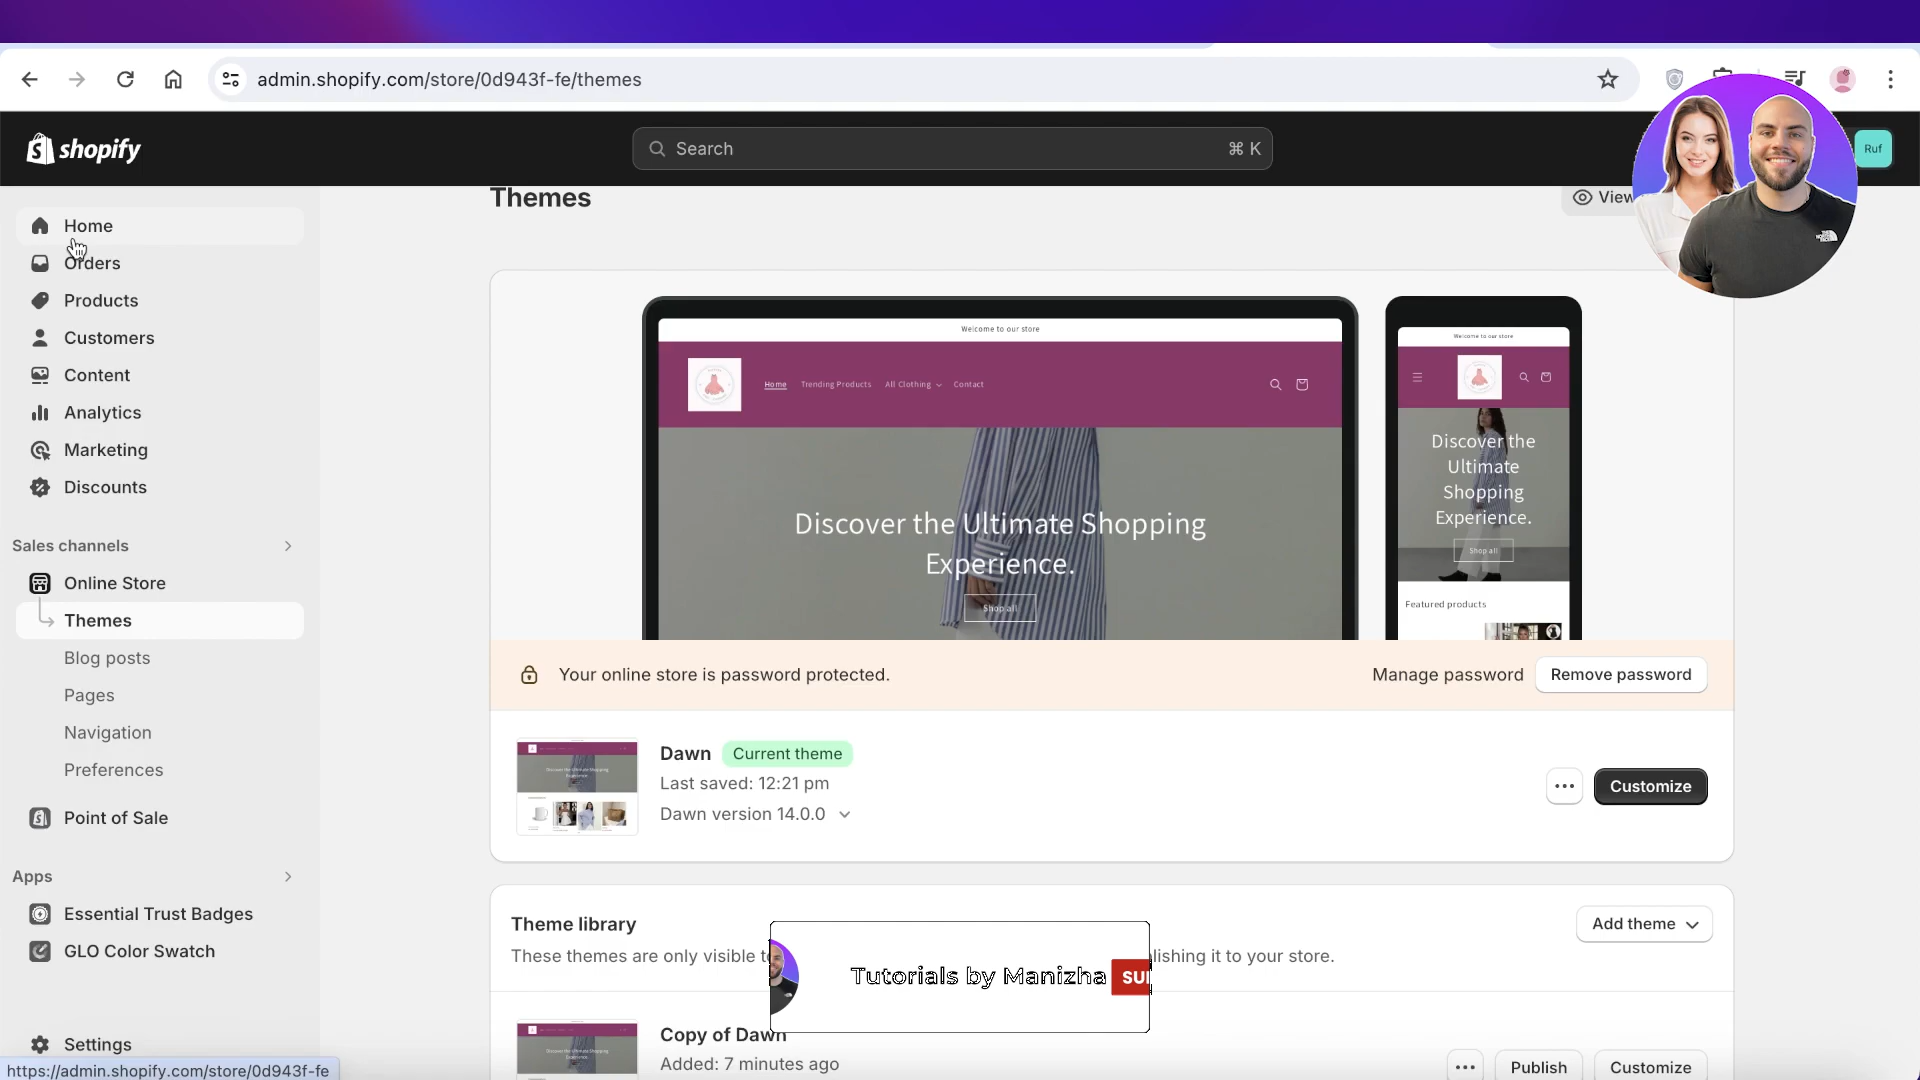 admin.shopify.com/store/0d943f-fe/themes
shopify
Search
⌘ K
Ruf
Themes
View
Home
Orders
Products
Customers
Content
Analytics
Marketing
Discounts
Sales channels
Online Store
Themes
Blog posts
Pages
Navigation
Preferences
Point of Sale
Apps
Essential Trust Badges
GLO Color Swatch
Settings
https://admin.shopify.com/store/0d943f-fe
Welcome to our store
Home
Trending Products
All Clothing
Contact
Discover the Ultimate Shopping
Experience.
Shop all
Welcome to our store
Discover the
Ultimate
Shopping
Experience.
Shop all
Featured products
Your online store is password protected.
Manage password
Remove password
Dawn
Current theme
Last saved: 12:21 pm
Dawn version 14.0.0
Customize
Theme library
Add theme
These themes are only visible
lishing it to your store.
Tutorials by Manizha
SU
Copy of Dawn
Added: 7 minutes ago
Publish
Customize